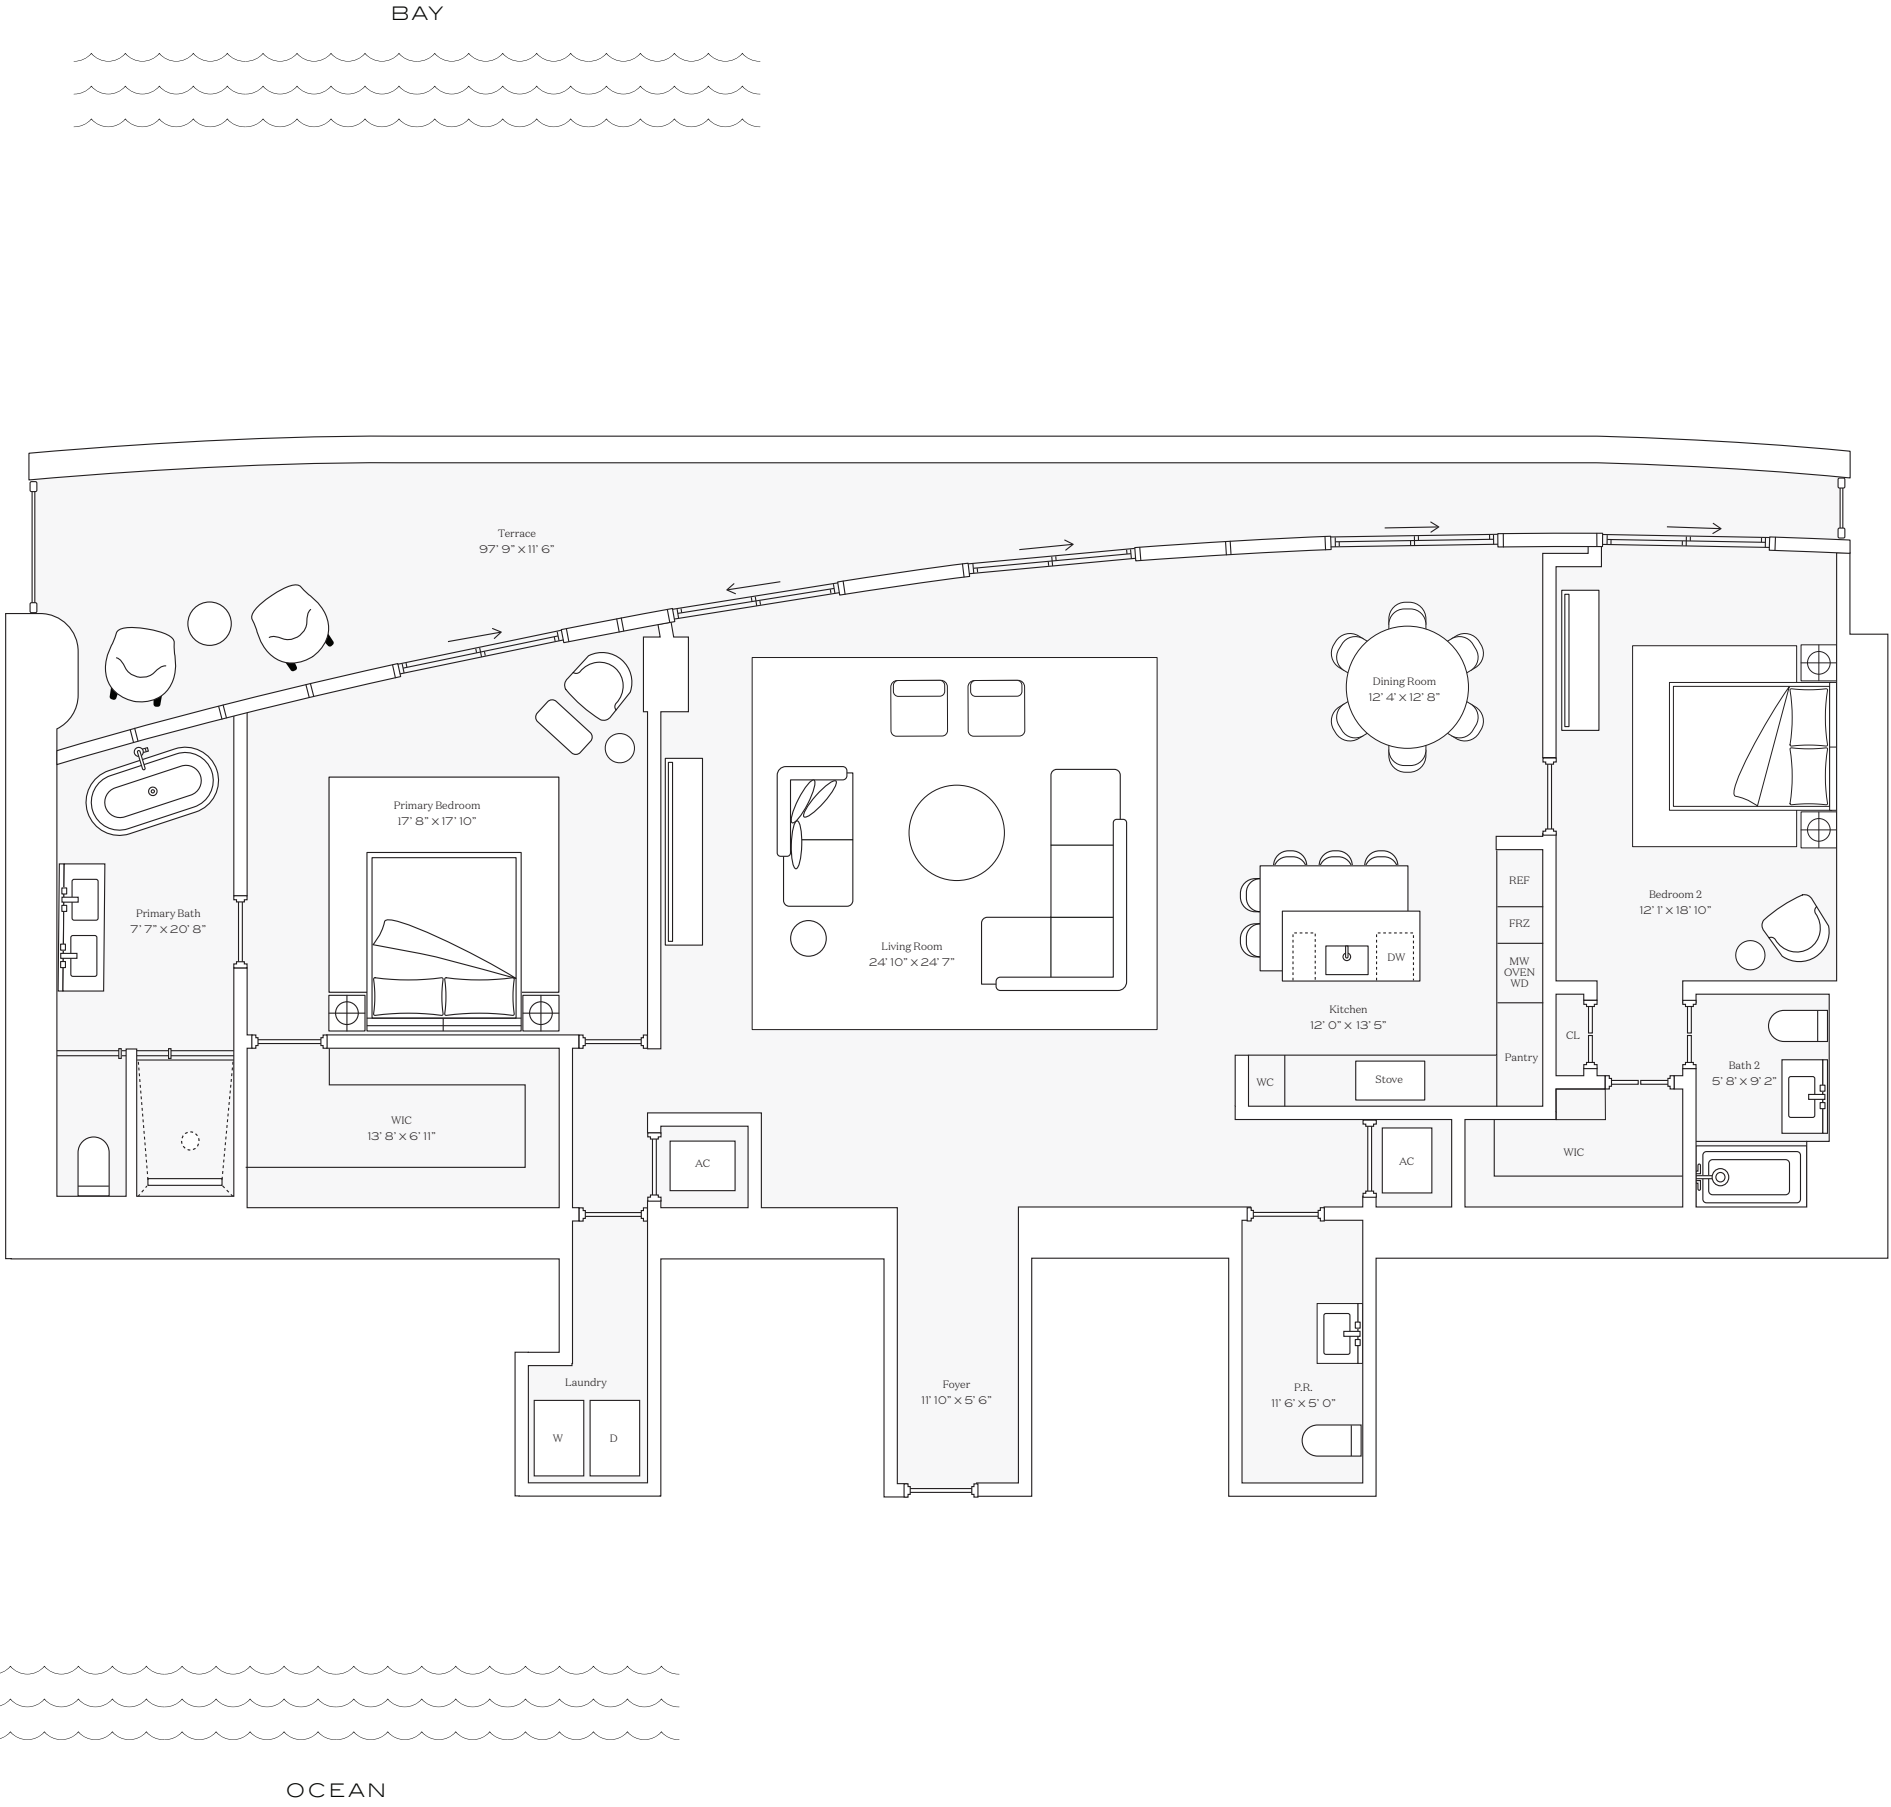 BAY
Terrace
97' 9" X 11' 6"
Dining Room
12' 4' X 12' 8"
Primary Bedroom
17' 8" X 17' 10"
REF
FRZ
MW
OVEN
WD
Pantry
Bedroom 2
12' 1' X 18' 10"
Primary Bath
7' 7" X 20' 8"
Living Room
24' 10" X 24' 7"
DW
Kitchen
12' 0" X 13' 5"
CL
Bath 2
5' 8' X 9' 2"
WC
Stove
WIC
13' 8" X 6' 11"
AC
AC
WIC
Laundry
W
D
Foyer
11' 10" X 5' 6"
P.R.
11' 6' X 5' 0"
OCEAN